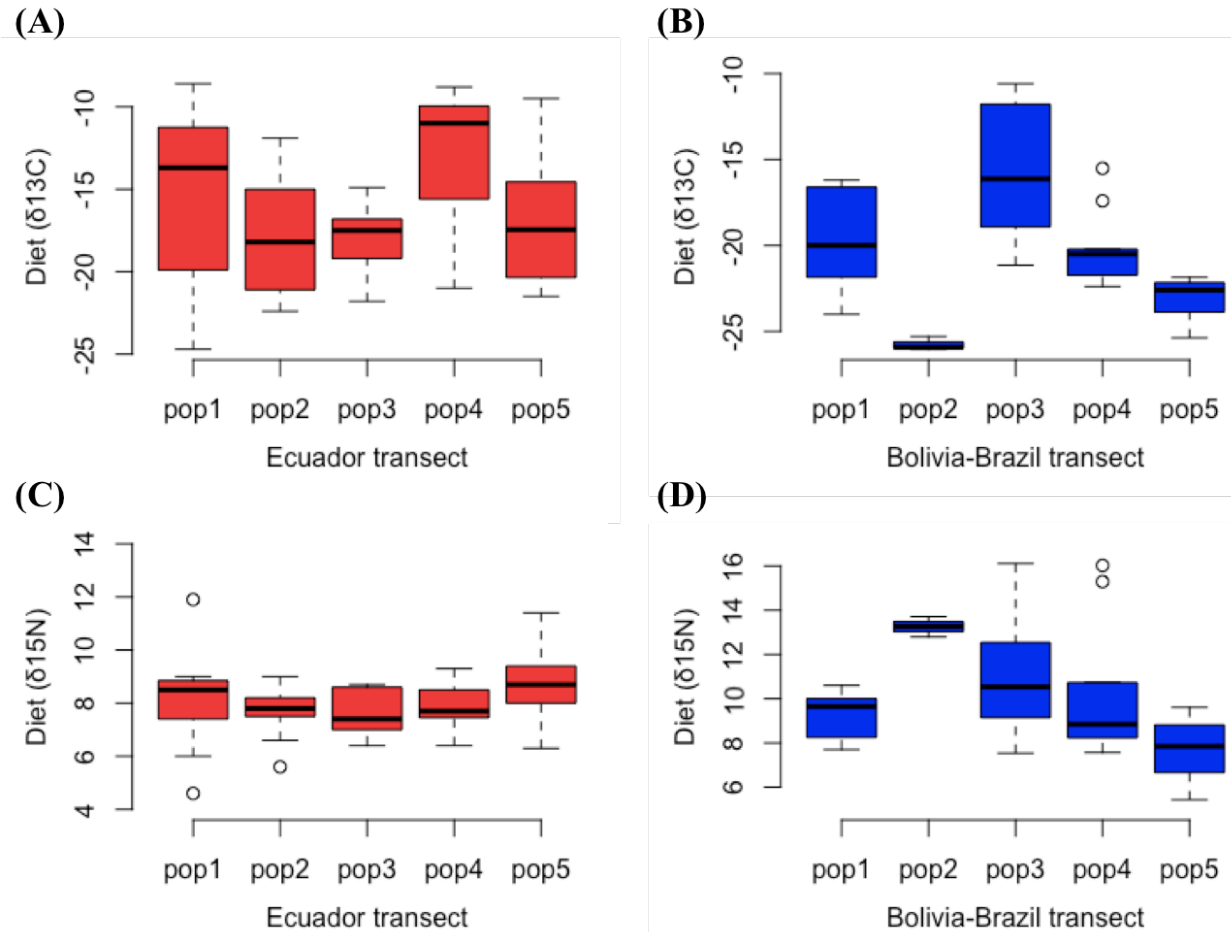 (A)
Diet (δ13C)
-10
-15
-20
-25
pop1 pop2 pop3 pop4 pop5
Ecuador transect
(B)
Diet (δ13C)
-10
-15
-20
-25
pop1 pop2 pop3 pop4 pop5
Bolivia-Brazil transect
(C)
Diet (δ15N)
14
12
10
8
6
4
pop1 pop2 pop3 pop4 pop5
Ecuador transect
(D)
Diet (δ15N)
16
14
12
10
8
6
pop1 pop2 pop3 pop4 pop5
Bolivia-Brazil transect